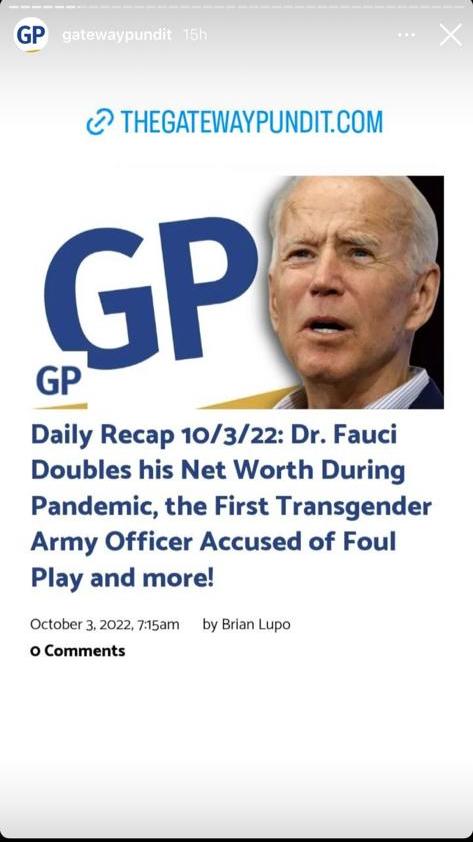 GP gatewaypundit 15h
THEGATEWAYPUNDIT.COM
GP
GP
Daily Recap 10/3/22: Dr. Fauci
Doubles his Net Worth During
Pandemic, the First Transgender
Army Officer Accused of Foul
Play and more!
October 3, 2022, 7:15am by Brian Lupo
0 Comments